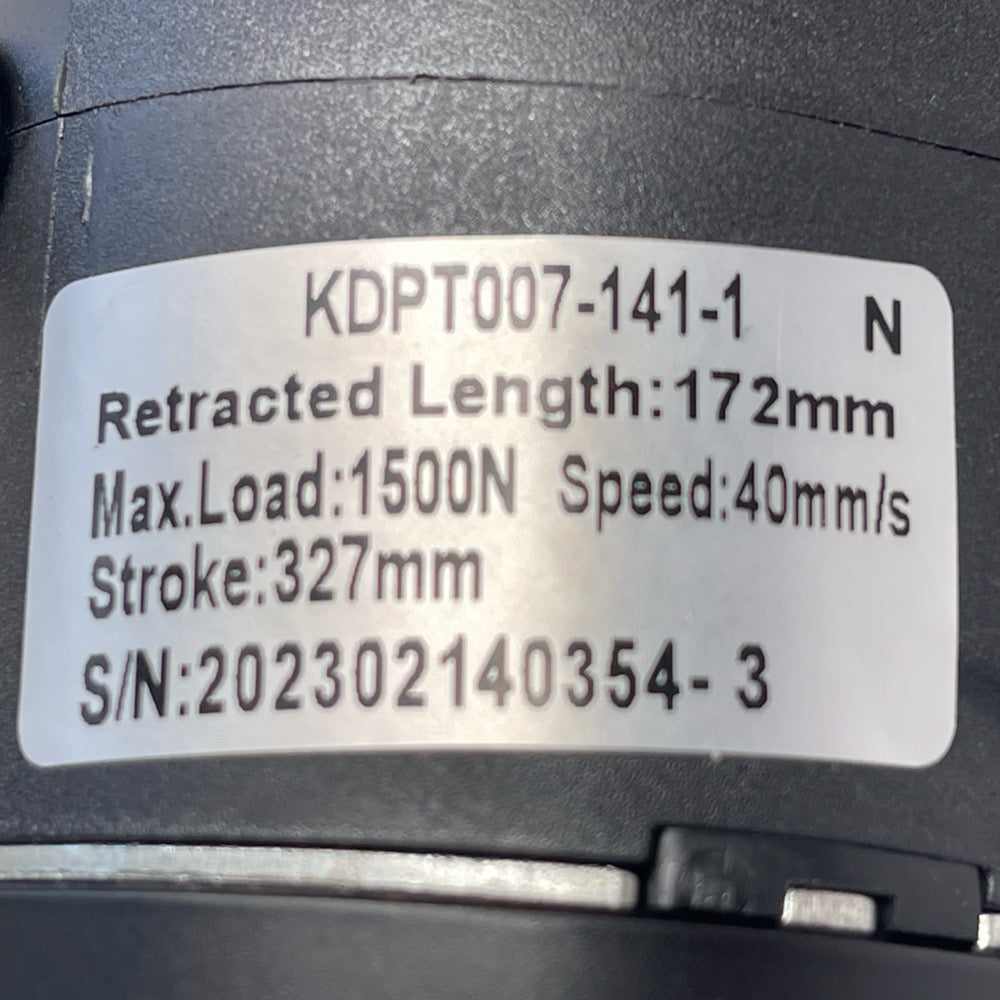 KDPT007-141-1 N
Retracted Length:172mm
Max.Load:1500N Speed:40mm/s
Stroke:327mm
S/N:202302140354- 3